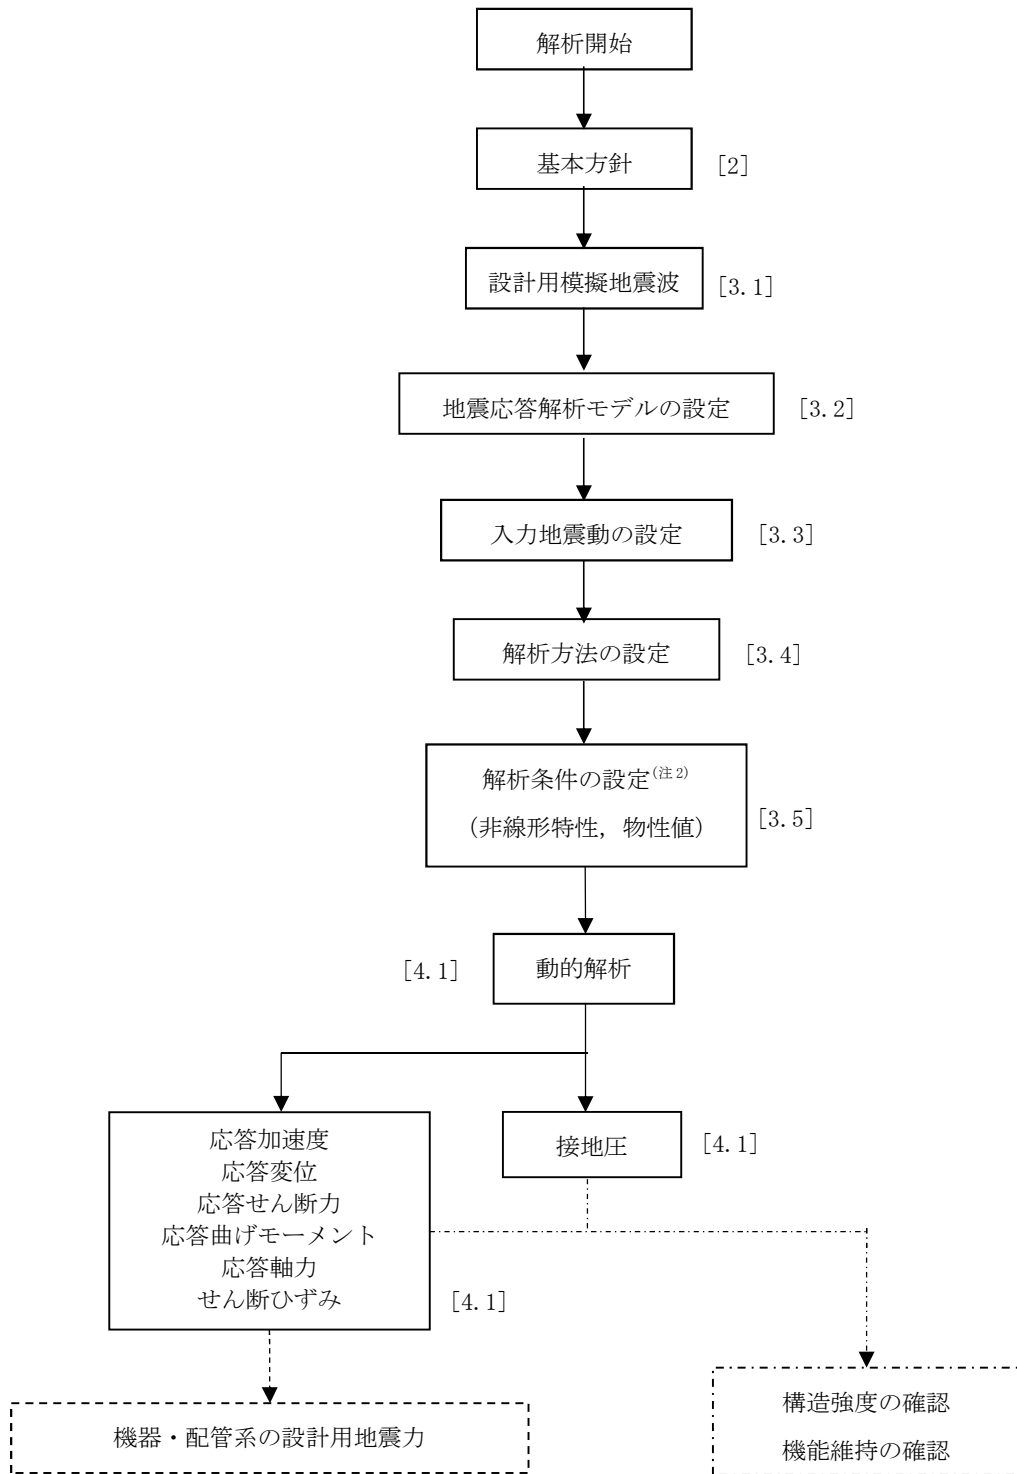 解析開始
基本方針
[2]
設計用模擬地震波
[3.1]
地震応答解析モデルの設定
[3.2]
入力地震動の設定
[3.3]
解析方法の設定
[3.4]
解析条件の設定(注2)
(非線形特性，物性値)
[3.5]
[4.1]
動的解析
応答加速度
応答変位
応答せん断力
応答曲げモーメント
応答軸力
せん断ひずみ
[4.1]
接地圧
[4.1]
機器・配管系の設計用地震力
構造強度の確認
機能維持の確認